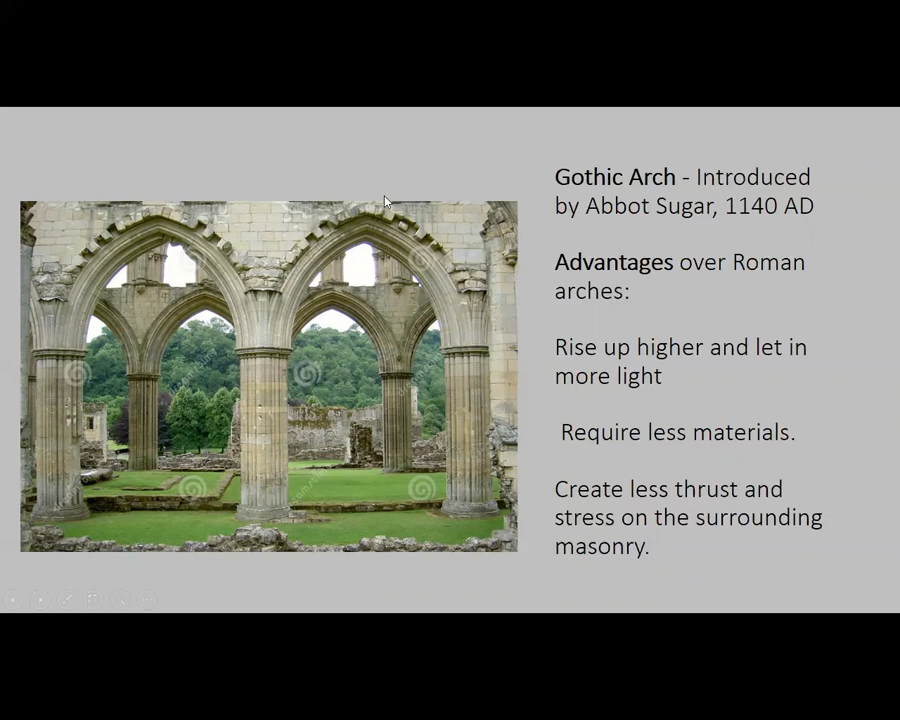 Gothic Arch - Introduced
by Abbot Sugar, 1140 AD
Advantages over Roman
arches:
Rise up higher and let in
more light
Require less materials.
Create less thrust and
stress on the surrounding
masonry.